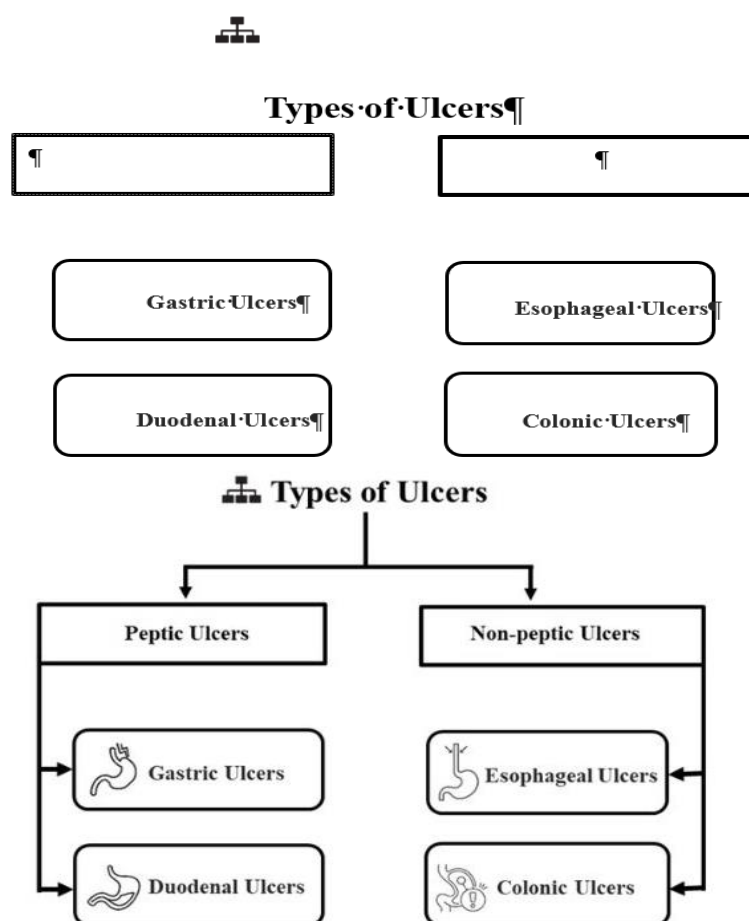 Types·of·Ulcers¶
¶ ¶
Gastric·Ulcers¶ Esophageal·Ulcers¶
Duodenal·Ulcers¶ Colonic·Ulcers¶
Types of Ulcers
Peptic Ulcers Non-peptic Ulcers
Gastric Ulcers Esophageal Ulcers
Duodenal Ulcers Colonic Ulcers